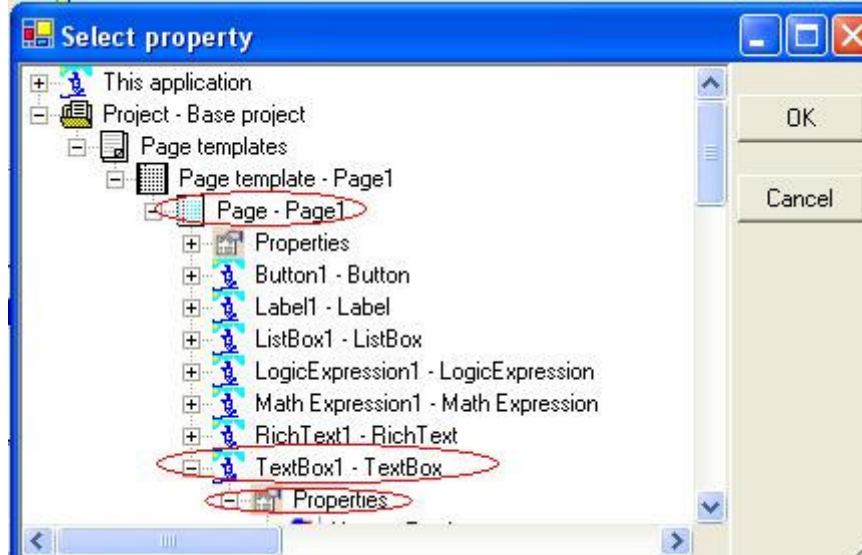 Select property
This application
Project - Base project
OK
Page templates
Page template - Page1
Cancel
Page - Page1
Properties
Button1 - Button
Label1 - Label
ListBox1 - ListBox
LogicExpression1 - LogicExpression
Math Expression1 - Math Expression
RichText1 - RichText
TextBox1 - TextBox
Properties